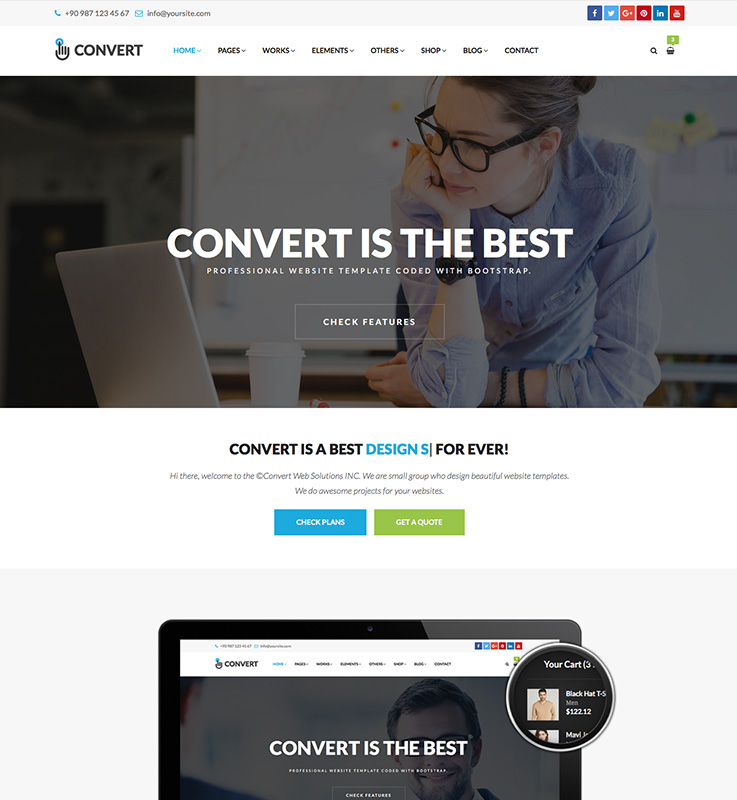 +90 987 123 45 67 info@yoursite.com
CONVERT HOME PAGES WORKS ELEMENTS OTHERS SHOP BLOG CONTACT 3
CONVERT IS THE BEST
PROFESSIONAL WEBSITE TEMPLATE CODED WITH BOOTSTRAP.
CHECK FEATURES
CONVERT IS A BEST DESIGN S| FOR EVER!
Hi there, welcome to the ©Convert Web Solutions INC. We are small group who design beautiful website templates.
We do awesome projects for your websites.
CHECK PLANS GET A QUOTE
+90 987 123 45 67 info@yoursite.com
CONVERT HOME PAGES WORKS ELEMENTS OTHERS SHOP BLOG CONTACT
Your Cart (3
Black Hat T-S
Men
$122.12
Mavi
CONVERT IS THE BEST
PROFESSIONAL WEBSITE TEMPLATE CODED WITH BOOTSTRAP.
CHECK FEATURES